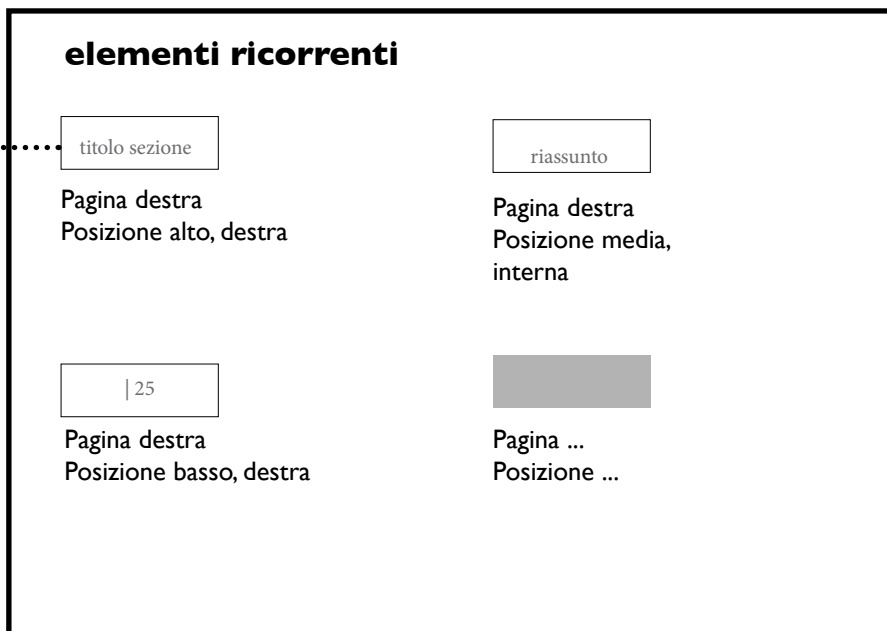 elementi ricorrenti
titolo sezione
Pagina destra
Posizione alto, destra
riassunto
Pagina destra
Posizione media,
interna
| 25
Pagina destra
Posizione basso, destra
Pagina ...
Posizione ...